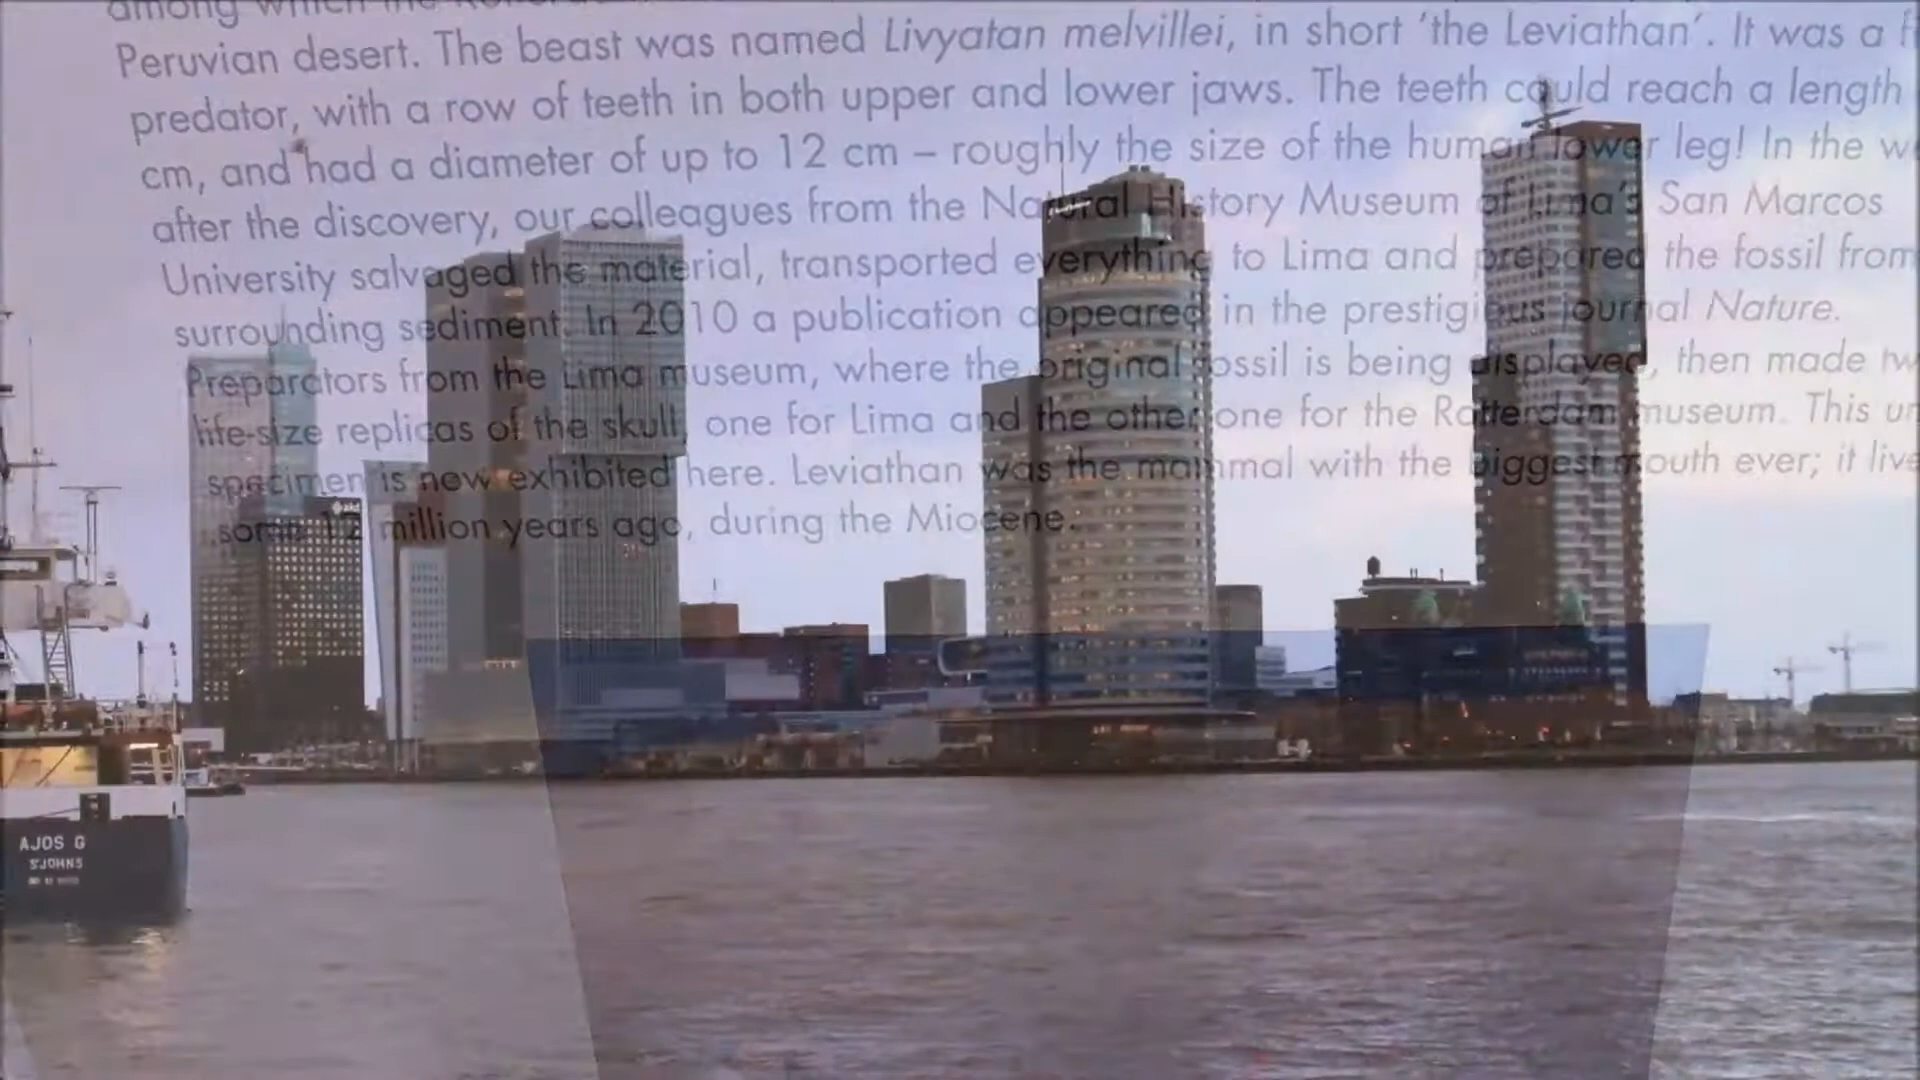 among which the
Peruvian desert. The beast was named Livyatan melvillei, in short 'the Leviathan'. It was a
predator, with a row of teeth in both upper and lower jaws. The teeth could reach a length
cm, and had a diameter of up to 12 cm – roughly the size of the human lower leg! In the
after the discovery, our colleagues from the Natural History Museum of Lima's San Marcos
University salvaged the material, transported everything to Lima and prepared the fossil from
surrounding sediment. In 2010 a publication appeared in the prestigious journal Nature.
Preparators from the Lima museum, where the original fossil is being displayed, then made
life-size replicas of the skull, one for Lima and the other one for the Rotterdam museum. This
specimen is now exhibited here. Leviathan was the mammal with the biggest mouth ever; it
some 12 million years ago, during the Miocene.
AJOS G
S'JOHNS